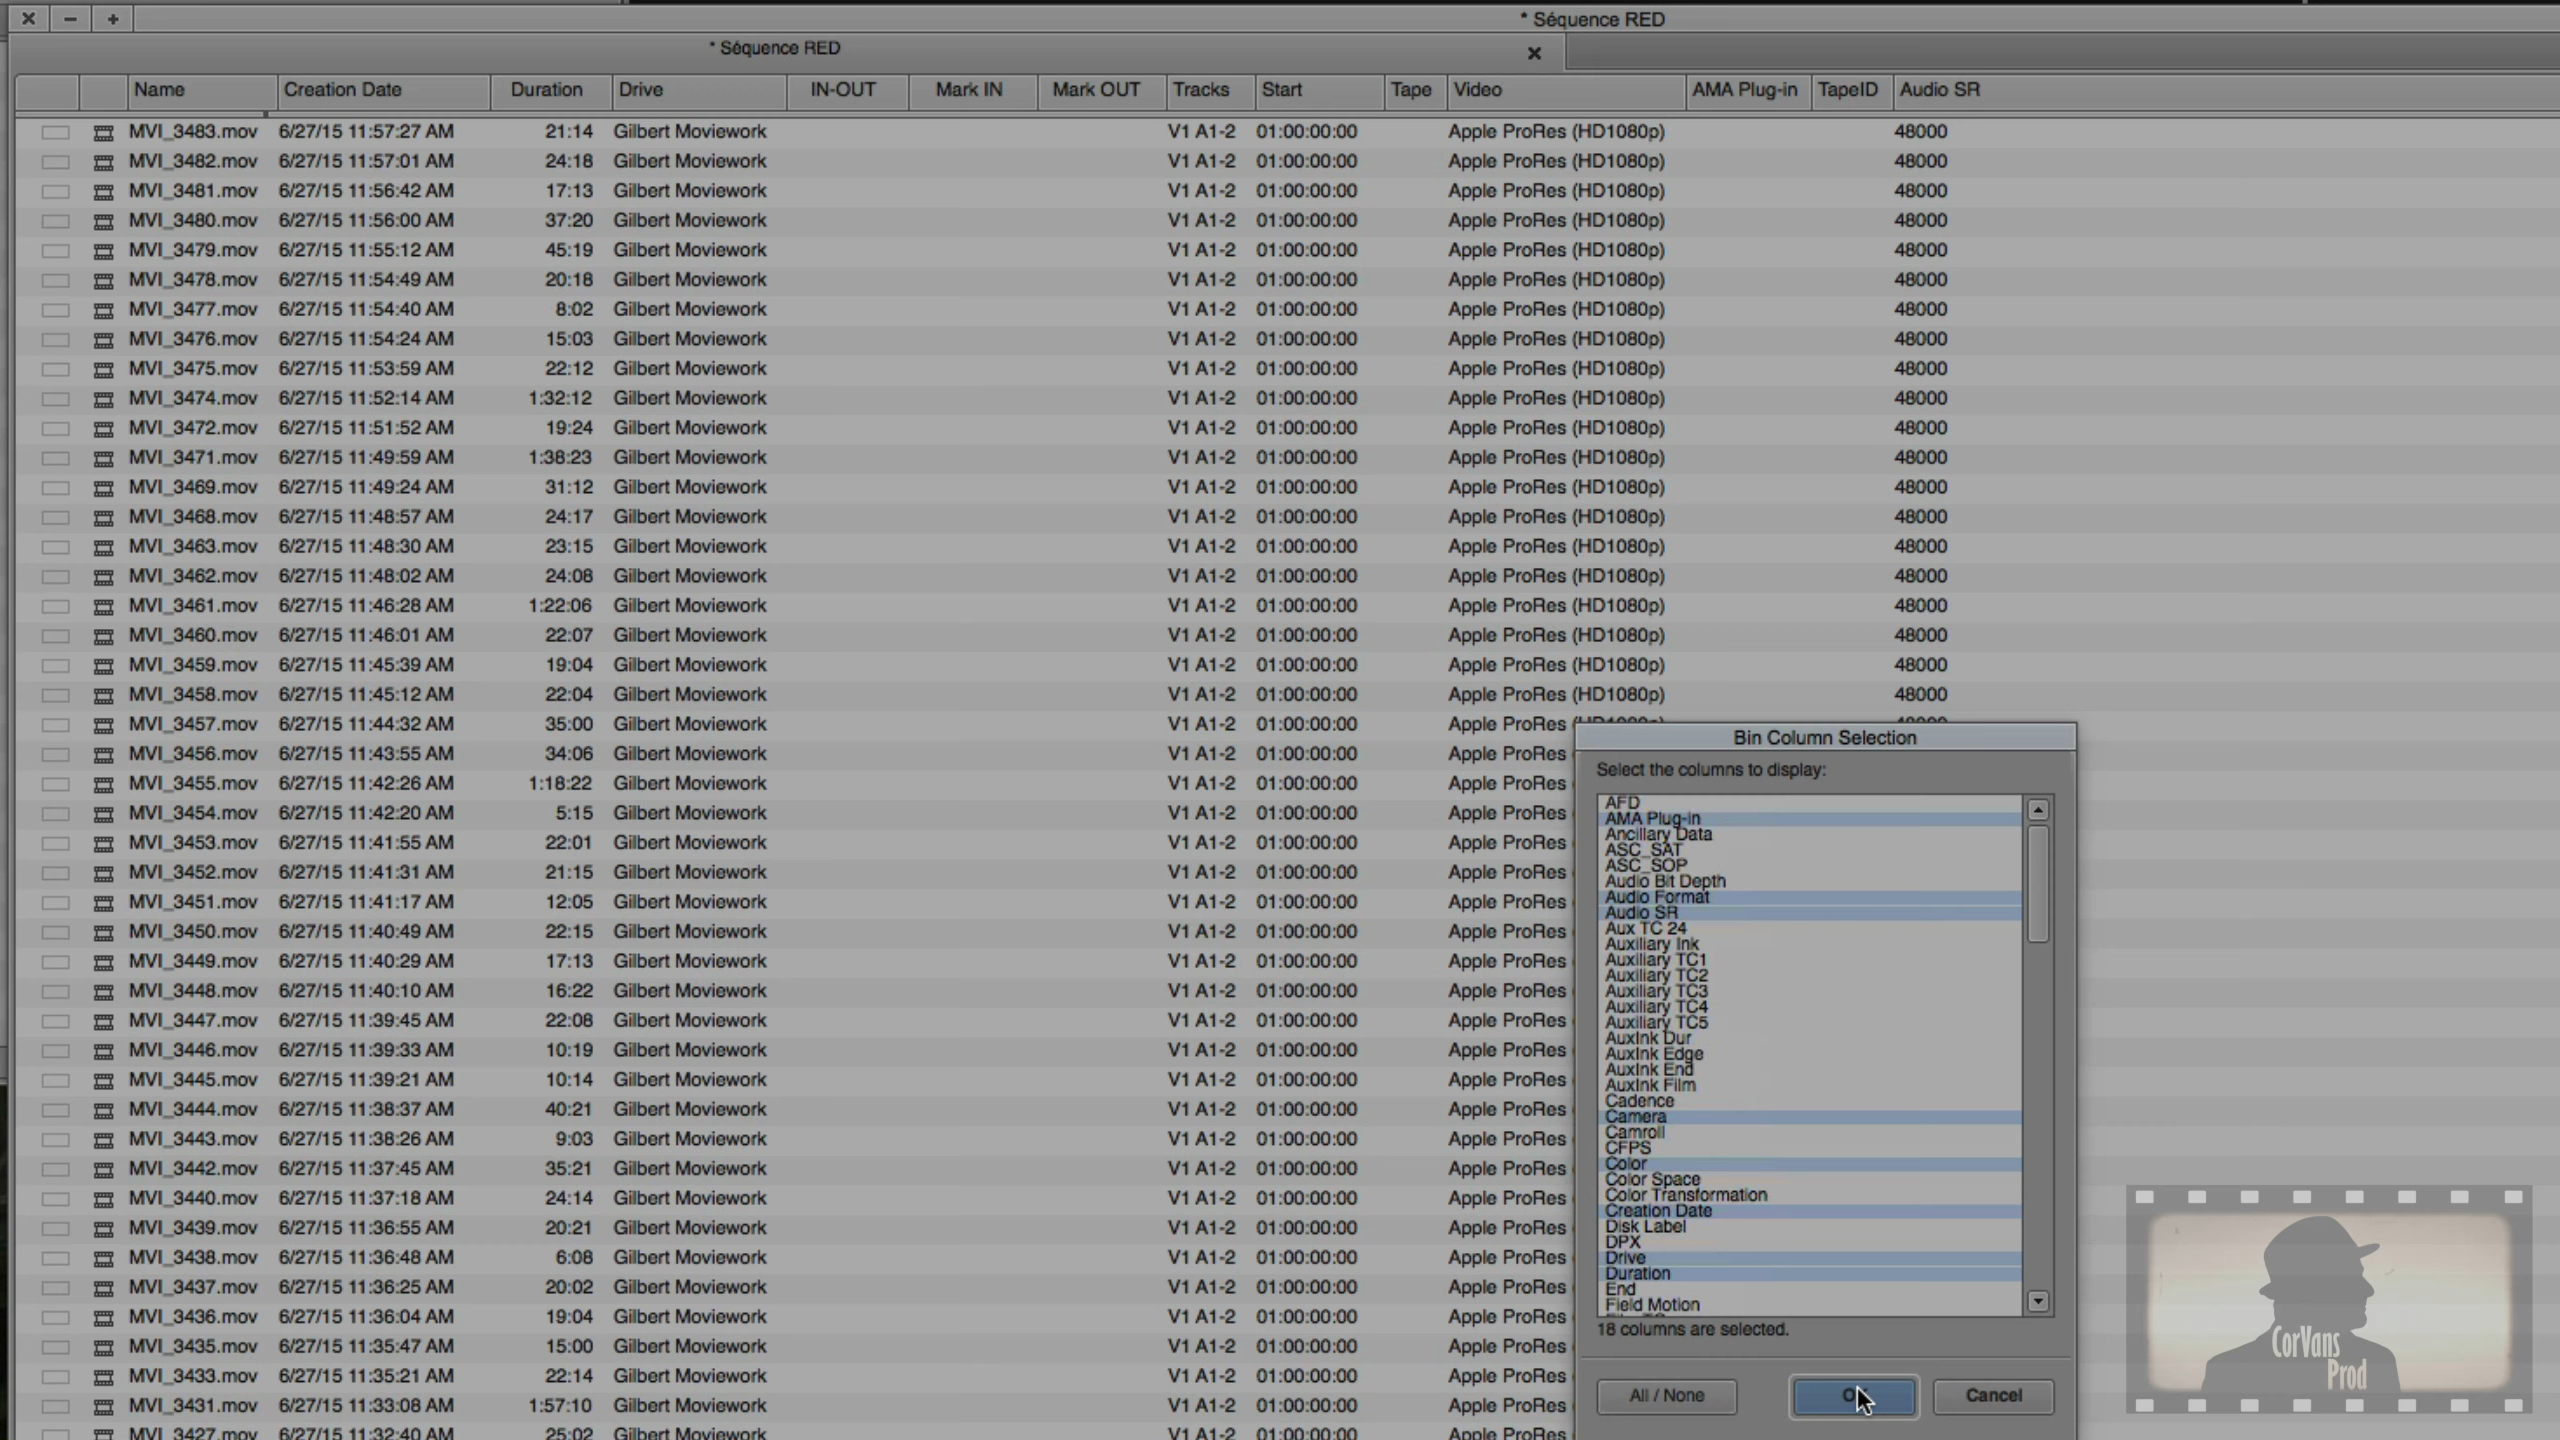 * Séquence RED
* Séquence RED
Name Creation Date Duration Drive IN-OUT Mark IN Mark OUT Tracks Start Tape Video AMA Plug-in TapeID Audio SR
MVI_3483.mov 6/27/15 11:57:27 AM 21:14 Gilbert Moviework V1 A1-2 01:00:00:00 Apple ProRes (HD1080p) 48000
MVI_3482.mov 6/27/15 11:57:01 AM 24:18 Gilbert Moviework V1 A1-2 01:00:00:00 Apple ProRes (HD1080p) 48000
MVI_3481.mov 6/27/15 11:56:42 AM 17:13 Gilbert Moviework V1 A1-2 01:00:00:00 Apple ProRes (HD1080p) 48000
MVI_3480.mov 6/27/15 11:56:00 AM 37:20 Gilbert Moviework V1 A1-2 01:00:00:00 Apple ProRes (HD1080p) 48000
MVI_3479.mov 6/27/15 11:55:12 AM 45:19 Gilbert Moviework V1 A1-2 01:00:00:00 Apple ProRes (HD1080p) 48000
MVI_3478.mov 6/27/15 11:54:49 AM 20:18 Gilbert Moviework V1 A1-2 01:00:00:00 Apple ProRes (HD1080p) 48000
MVI_3477.mov 6/27/15 11:54:40 AM 8:02 Gilbert Moviework V1 A1-2 01:00:00:00 Apple ProRes (HD1080p) 48000
MVI_3476.mov 6/27/15 11:54:24 AM 15:03 Gilbert Moviework V1 A1-2 01:00:00:00 Apple ProRes (HD1080p) 48000
MVI_3475.mov 6/27/15 11:53:59 AM 22:12 Gilbert Moviework V1 A1-2 01:00:00:00 Apple ProRes (HD1080p) 48000
MVI_3474.mov 6/27/15 11:52:14 AM 1:32:12 Gilbert Moviework V1 A1-2 01:00:00:00 Apple ProRes (HD1080p) 48000
MVI_3472.mov 6/27/15 11:51:52 AM 19:24 Gilbert Moviework V1 A1-2 01:00:00:00 Apple ProRes (HD1080p) 48000
MVI_3471.mov 6/27/15 11:49:59 AM 1:38:23 Gilbert Moviework V1 A1-2 01:00:00:00 Apple ProRes (HD1080p) 48000
MVI_3469.mov 6/27/15 11:49:24 AM 31:12 Gilbert Moviework V1 A1-2 01:00:00:00 Apple ProRes (HD1080p) 48000
MVI_3468.mov 6/27/15 11:48:57 AM 24:17 Gilbert Moviework V1 A1-2 01:00:00:00 Apple ProRes (HD1080p) 48000
MVI_3463.mov 6/27/15 11:48:30 AM 23:15 Gilbert Moviework V1 A1-2 01:00:00:00 Apple ProRes (HD1080p) 48000
MVI_3462.mov 6/27/15 11:48:02 AM 24:08 Gilbert Moviework V1 A1-2 01:00:00:00 Apple ProRes (HD1080p) 48000
MVI_3461.mov 6/27/15 11:46:28 AM 1:22:06 Gilbert Moviework V1 A1-2 01:00:00:00 Apple ProRes (HD1080p) 48000
MVI_3460.mov 6/27/15 11:46:01 AM 22:07 Gilbert Moviework V1 A1-2 01:00:00:00 Apple ProRes (HD1080p) 48000
MVI_3459.mov 6/27/15 11:45:39 AM 19:04 Gilbert Moviework V1 A1-2 01:00:00:00 Apple ProRes (HD1080p) 48000
MVI_3458.mov 6/27/15 11:45:12 AM 22:04 Gilbert Moviework V1 A1-2 01:00:00:00 Apple ProRes (HD1080p) 48000
MVI_3457.mov 6/27/15 11:44:32 AM 35:00 Gilbert Moviework V1 A1-2 01:00:00:00 Apple ProRes
MVI_3456.mov 6/27/15 11:43:55 AM 34:06 Gilbert Moviework V1 A1-2 01:00:00:00 Apple ProRes
MVI_3455.mov 6/27/15 11:42:26 AM 1:18:22 Gilbert Moviework V1 A1-2 01:00:00:00 Apple ProRes
MVI_3454.mov 6/27/15 11:42:20 AM 5:15 Gilbert Moviework V1 A1-2 01:00:00:00 Apple ProRes
MVI_3453.mov 6/27/15 11:41:55 AM 22:01 Gilbert Moviework V1 A1-2 01:00:00:00 Apple ProRes
MVI_3452.mov 6/27/15 11:41:31 AM 21:15 Gilbert Moviework V1 A1-2 01:00:00:00 Apple ProRes
MVI_3451.mov 6/27/15 11:41:17 AM 12:05 Gilbert Moviework V1 A1-2 01:00:00:00 Apple ProRes
MVI_3450.mov 6/27/15 11:40:49 AM 22:15 Gilbert Moviework V1 A1-2 01:00:00:00 Apple ProRes
MVI_3449.mov 6/27/15 11:40:29 AM 17:13 Gilbert Moviework V1 A1-2 01:00:00:00 Apple ProRes
MVI_3448.mov 6/27/15 11:40:10 AM 16:22 Gilbert Moviework V1 A1-2 01:00:00:00 Apple ProRes
MVI_3447.mov 6/27/15 11:39:45 AM 22:08 Gilbert Moviework V1 A1-2 01:00:00:00 Apple ProRes
MVI_3446.mov 6/27/15 11:39:33 AM 10:19 Gilbert Moviework V1 A1-2 01:00:00:00 Apple ProRes
MVI_3445.mov 6/27/15 11:39:21 AM 10:14 Gilbert Moviework V1 A1-2 01:00:00:00 Apple ProRes
MVI_3444.mov 6/27/15 11:38:37 AM 40:21 Gilbert Moviework V1 A1-2 01:00:00:00 Apple ProRes
MVI_3443.mov 6/27/15 11:38:26 AM 9:03 Gilbert Moviework V1 A1-2 01:00:00:00 Apple ProRes
MVI_3442.mov 6/27/15 11:37:45 AM 35:21 Gilbert Moviework V1 A1-2 01:00:00:00 Apple ProRes
MVI_3440.mov 6/27/15 11:37:18 AM 24:14 Gilbert Moviework V1 A1-2 01:00:00:00 Apple ProRes
MVI_3439.mov 6/27/15 11:36:55 AM 20:21 Gilbert Moviework V1 A1-2 01:00:00:00 Apple ProRes
MVI_3438.mov 6/27/15 11:36:48 AM 6:08 Gilbert Moviework V1 A1-2 01:00:00:00 Apple ProRes
MVI_3437.mov 6/27/15 11:36:25 AM 20:02 Gilbert Moviework V1 A1-2 01:00:00:00 Apple ProRes
MVI_3436.mov 6/27/15 11:36:04 AM 19:04 Gilbert Moviework V1 A1-2 01:00:00:00 Apple ProRes
MVI_3435.mov 6/27/15 11:35:47 AM 15:00 Gilbert Moviework V1 A1-2 01:00:00:00 Apple ProRes
MVI_3433.mov 6/27/15 11:35:21 AM 22:14 Gilbert Moviework V1 A1-2 01:00:00:00 Apple ProRes
MVI_3431.mov 6/27/15 11:33:08 AM 1:57:10 Gilbert Moviework V1 A1-2 01:00:00:00 Apple ProRes
MVI_3427.mov 6/27/15 11:32:40 AM 25:02 Gilbert Moviework V1 A1-2 01:00:00:00 Apple ProRes
Bin Column Selection
Select the columns to display:
AFD
AMA Plug-in
Ancillary Data
ASC_SAT
ASC_SOP
Audio Bit Depth
Audio Format
Audio SR
Aux TC 24
Auxiliary Ink
Auxiliary TC1
Auxiliary TC2
Auxiliary TC3
Auxiliary TC4
Auxiliary TC5
AuxInk Dur
AuxInk Edge
AuxInk End
AuxInk Film
Cadence
Camera
Camroll
CFPS
Color
Color Space
Color Transformation
Creation Date
Disk Label
DPX
Drive
Duration
End
Field Motion
18 columns are selected.
All / None
Cancel
CorVans
Prod